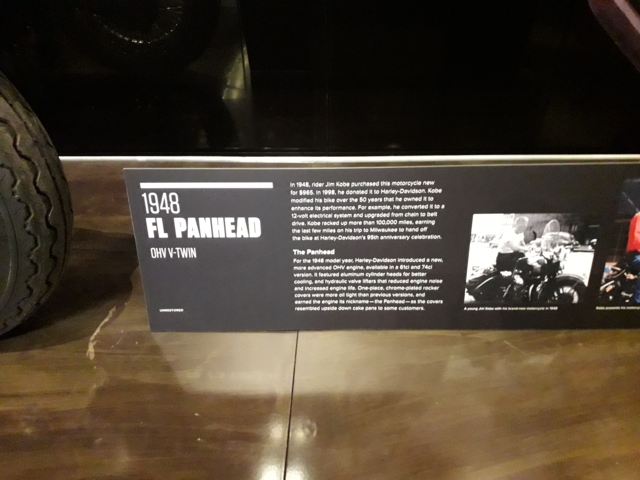 1948
FL PANHEAD
OHV V-TWIN
UNRESTORED
In 1948, rider Jim Kobe purchased this motorcycle new
for $965. In 1998, he donated it to Harley-Davidson. Kobe
modified his bike over the 50 years that he owned it to
enhance its performance. For example, he converted it to a
12-volt electrical system and upgraded from chain to belt
drive. Kobe racked up more than 100,000 miles, earning
the last few miles on his trip to Milwaukee to hand off
the bike at Harley-Davidson's 95th anniversary celebration.
The Panhead
For the 1948 model year, Harley-Davidson introduced a new,
more advanced OHV engine, available in a 61ci and 74ci
version. It featured aluminum cylinder heads for better
cooling, and hydraulic valve lifters that reduced engine noise
and increased engine life. One-piece, chrome-plated rocker
covers were more oil tight than previous versions, and
earned the engine its nickname—the Panhead—as the covers
resembled upside down cake pans to some customers.
A young Jim Kobe with his brand-new motorcycle in 1948